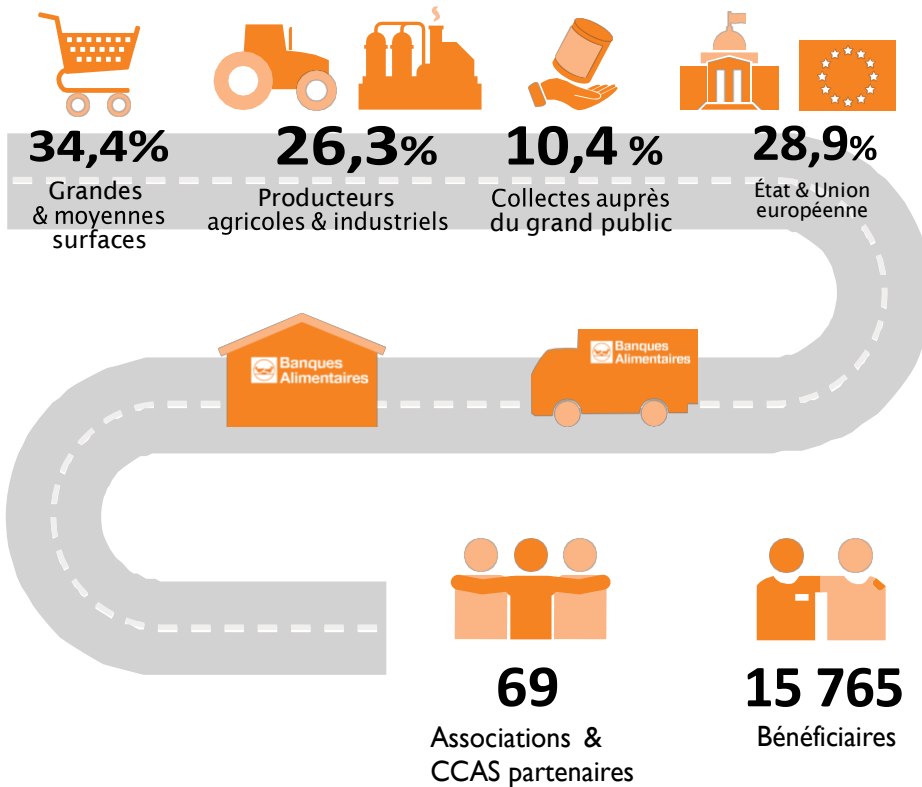 34,4%
Grandes
& moyennes
surfaces
26,3%
Producteurs
agricoles & industriels
10,4 %
Collectes auprès
du grand public
28,9%
État & Union
européenne
Banques
Alimentaires
Banques
Alimentaires
69
Associations &
CCAS partenaires
15 765
Bénéficiaires